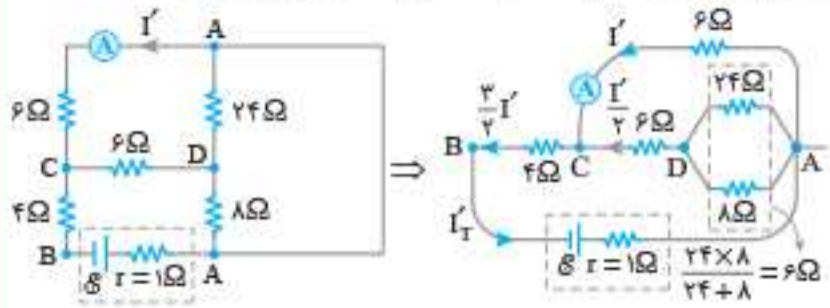 I′ A
A
۶Ω ۲۴Ω
۶Ω
C D
۴Ω ۸Ω
B ℰ r = ۱Ω A
⇒
I′ ۶Ω
A ۲۴Ω
۳/۲ I′ I′/۲ ۶Ω
B ۴Ω C D A
۸Ω
I′T
ℰ r = ۱Ω
۲۴×۸/۲۴+۸ = ۶Ω